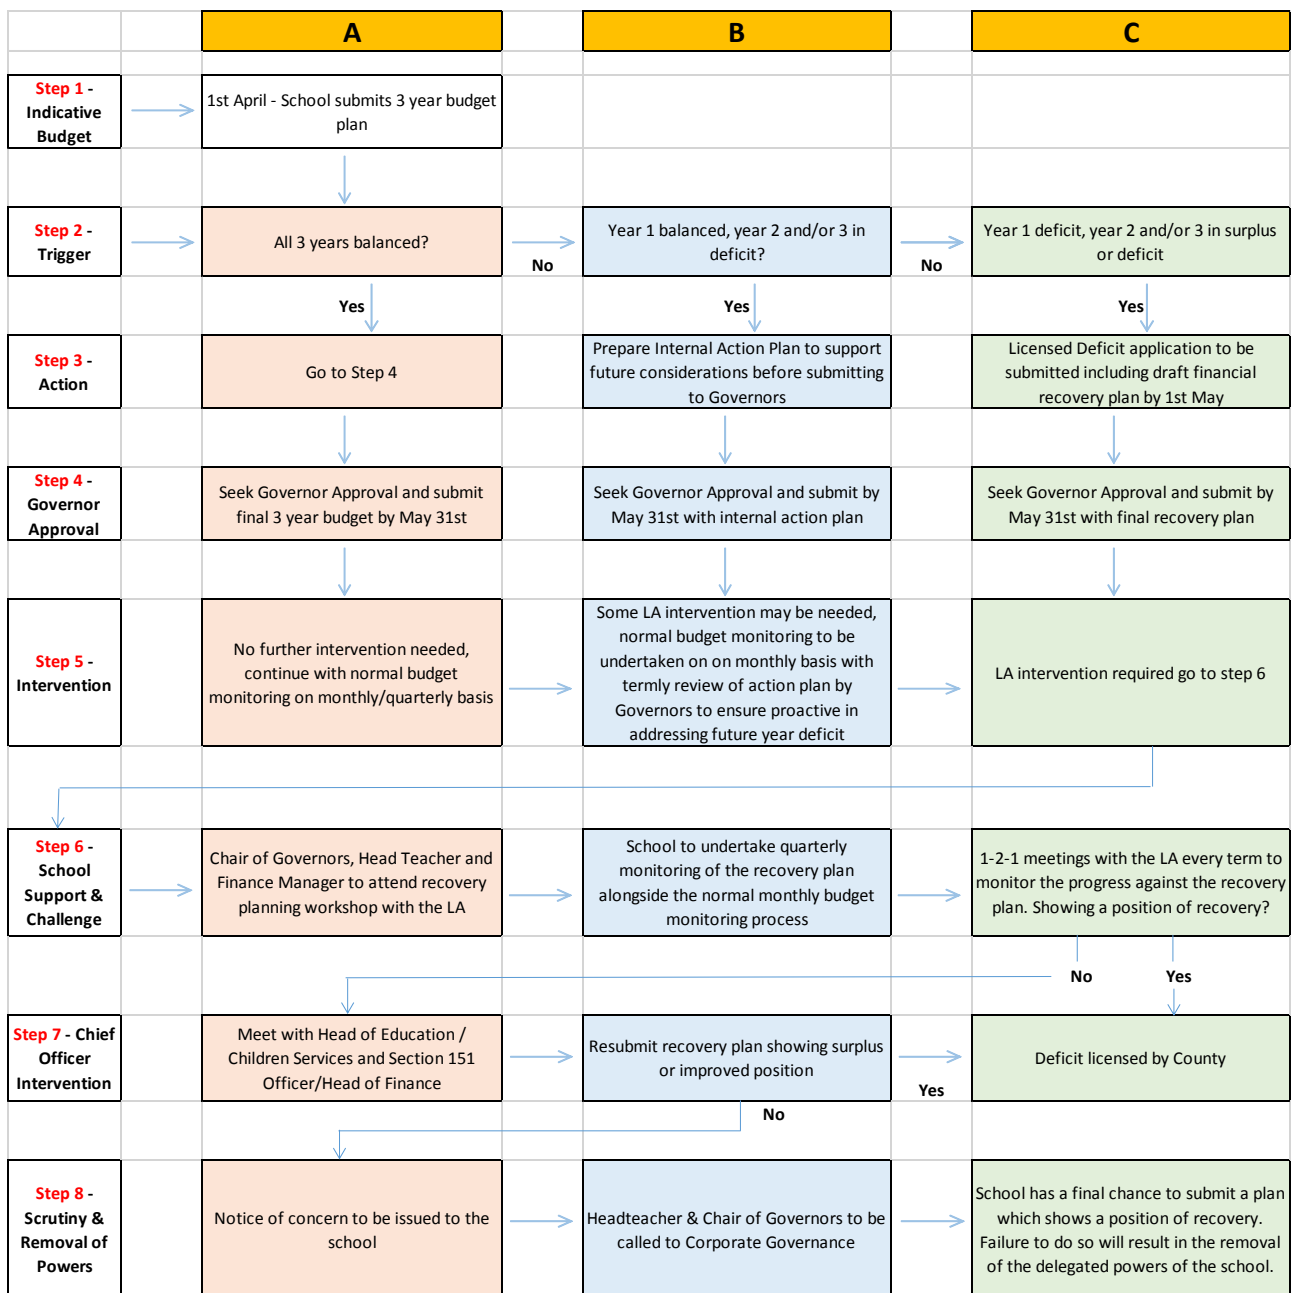 A
B
C
Step 1 -
Indicative
Budget
1st April - School submits 3 year budget
plan
Step 2 -
Trigger
All 3 years balanced?
No
Year 1 balanced, year 2 and/or 3 in
deficit?
No
Year 1 deficit, year 2 and/or 3 in surplus
or deficit
Yes
Yes
Yes
Step 3 -
Action
Go to Step 4
Prepare Internal Action Plan to support
future considerations before submitting
to Governors
Licensed Deficit application to be
submitted including draft financial
recovery plan by 1st May
Step 4 -
Governor
Approval
Seek Governor Approval and submit
final 3 year budget by May 31st
Seek Governor Approval and submit by
May 31st with internal action plan
Seek Governor Approval and submit by
May 31st with final recovery plan
Step 5 -
Intervention
No further intervention needed,
continue with normal budget
monitoring on monthly/quarterly basis
Some LA intervention may be needed,
normal budget monitoring to be
undertaken on on monthly basis with
termly review of action plan by
Governors to ensure proactive in
addressing future year deficit
LA intervention required go to step 6
Step 6 -
School
Support &
Challenge
Chair of Governors, Head Teacher and
Finance Manager to attend recovery
planning workshop with the LA
School to undertake quarterly
monitoring of the recovery plan
alongside the normal monthly budget
monitoring process
1-2-1 meetings with the LA every term to
monitor the progress against the recovery
plan. Showing a position of recovery?
No
Yes
Step 7 - Chief
Officer
Intervention
Meet with Head of Education /
Children Services and Section 151
Officer/Head of Finance
Resubmit recovery plan showing surplus
or improved position
Yes
Deficit licensed by County
No
Step 8 -
Scrutiny &
Removal of
Powers
Notice of concern to be issued to the
school
Headteacher & Chair of Governors to be
called to Corporate Governance
School has a final chance to submit a plan
which shows a position of recovery.
Failure to do so will result in the removal
of the delegated powers of the school.